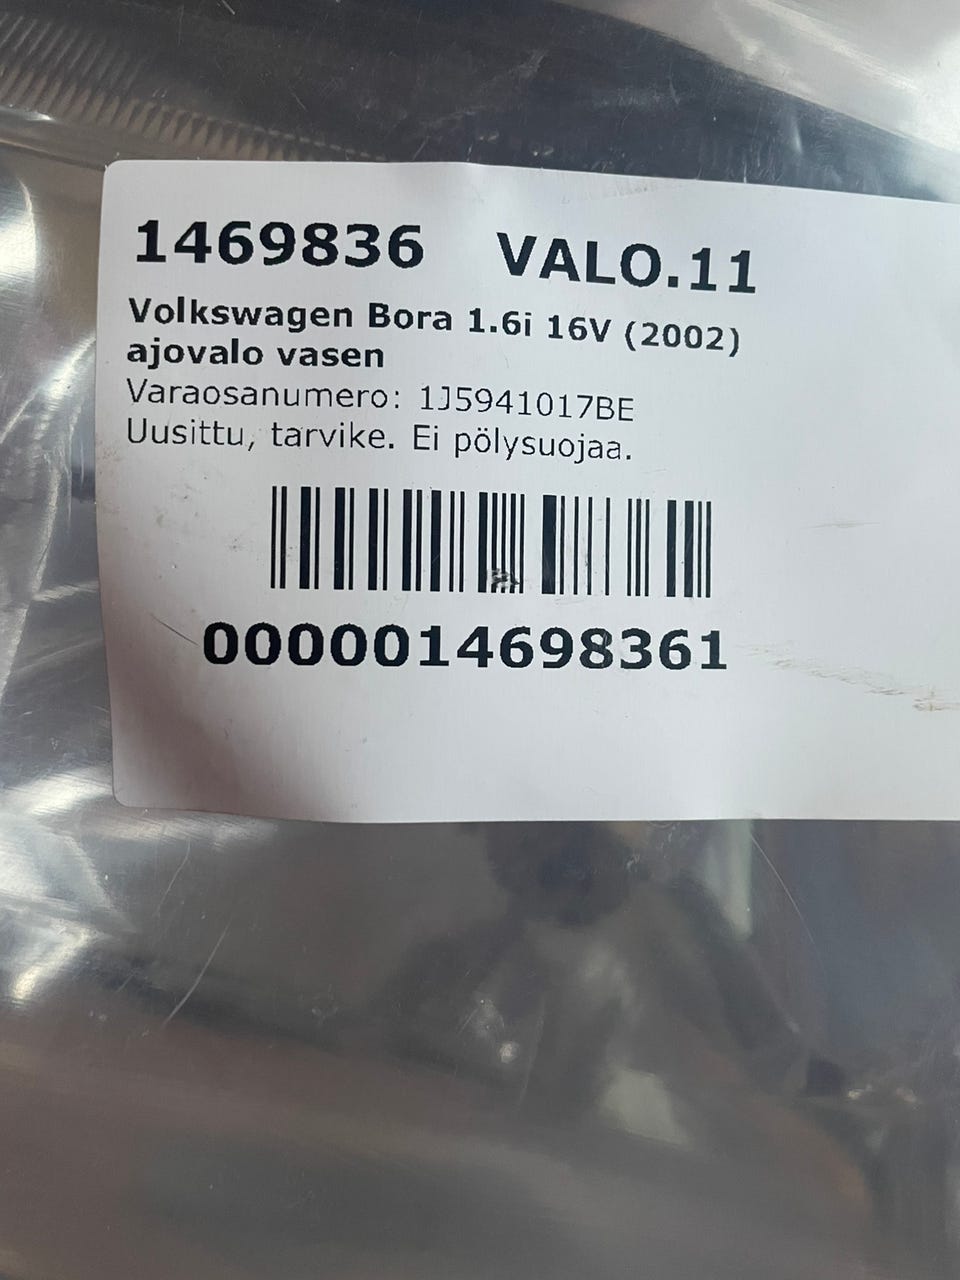 1469836 VALO.11
Volkswagen Bora 1.6i 16V (2002)
ajovalo vasen
Varaosanumero: 1J5941017BE
Uusittu, tarvike. Ei pölysuojaa.
0000014698361